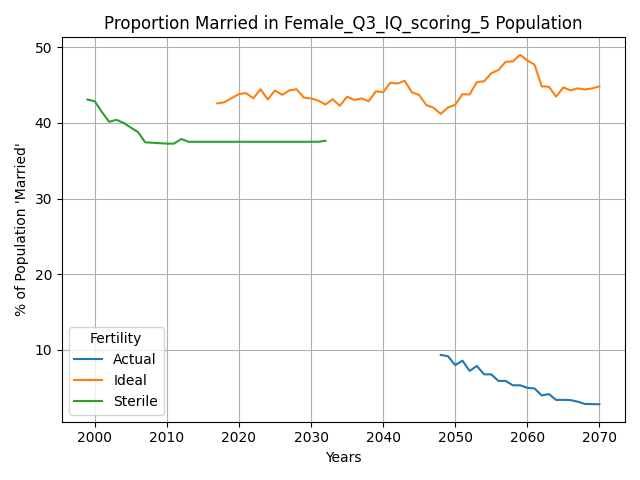 Proportion Married in Female_Q3_IQ_scoring_5 Population
% of Population 'Married'
50
40
30
20
10
Fertility
Actual
Ideal
Sterile
2000 2010 2020 2030 2040 2050 2060 2070
Years